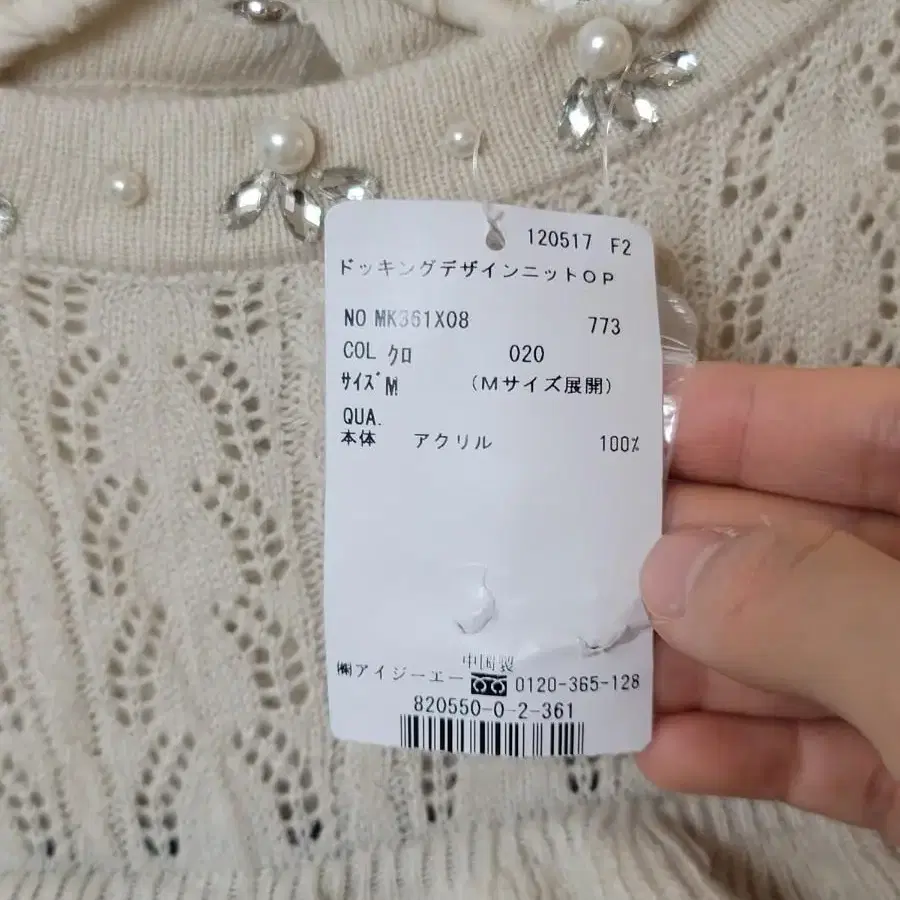 120517 F2
ドッキングデザインニットOP
NO MK361X08 773
COL クロ 020
サイズ M (Mサイズ展開)
QUA.
本体 アクリル 100%
中国製
㈱アイジーエー 0120-365-128
820550-0-2-361